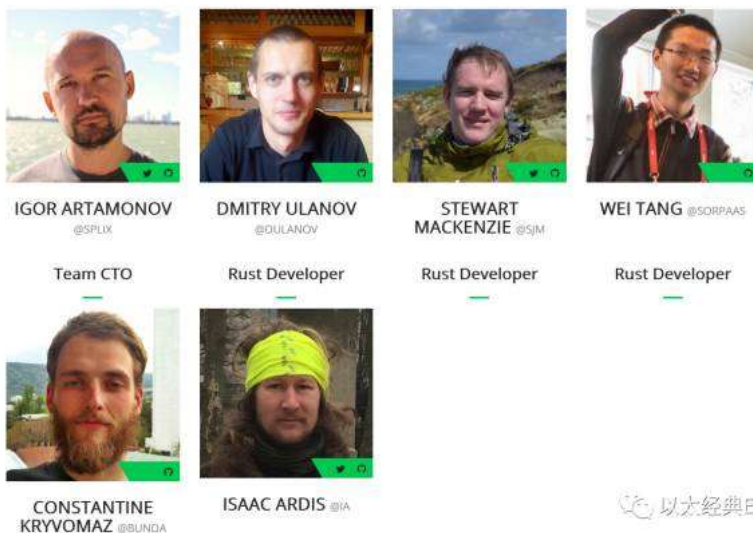 IGOR ARTAMONOV
@SPLIX
DMITRY ULANOV
@DULANOV
STEWART
MACKENZIE @SJM
WEI TANG @SORPAAS
Team CTO
Rust Developer
Rust Developer
Rust Developer
CONSTANTINE
KRYVOMAZ @BUNDA
ISAAC ARDIS @IA
以太经典